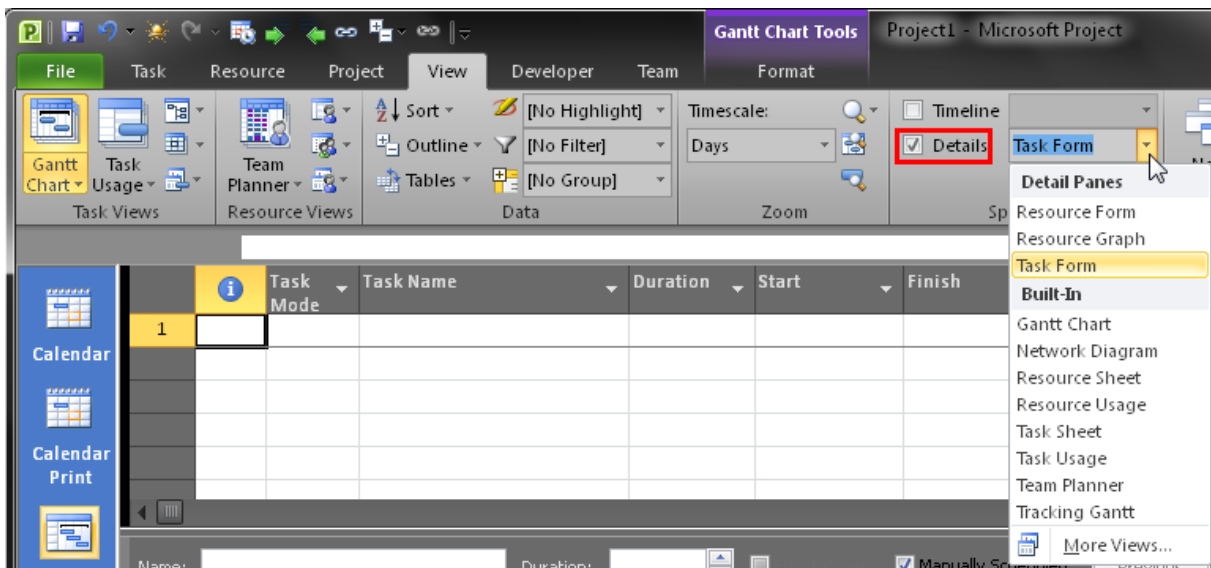 Gantt Chart Tools
Project1 - Microsoft Project
File Task Resource Project View Developer Team Format
Gantt Chart
Task Usage
Team Planner
Sort
Outline
Tables
[No Highlight]
[No Filter]
[No Group]
Timescale:
Days
Timeline
Details
Task Form
Task Views
Resource Views
Data
Zoom
Sp
Detail Panes
Resource Form
Resource Graph
Task Form
Built-In
Gantt Chart
Network Diagram
Resource Sheet
Resource Usage
Task Sheet
Task Usage
Team Planner
Tracking Gantt
More Views...
Task Mode
Task Name
Duration
Start
Finish
1
Calendar
Calendar
Print
Name:
Duration:
Manually